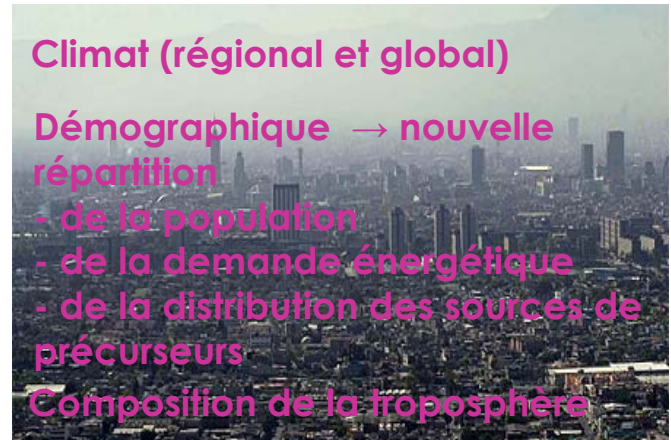 Climat (régional et global)
Démographique → nouvelle
répartition
- de la population
- de la demande énergétique
- de la distribution des sources de
précurseurs
Composition de la troposphère